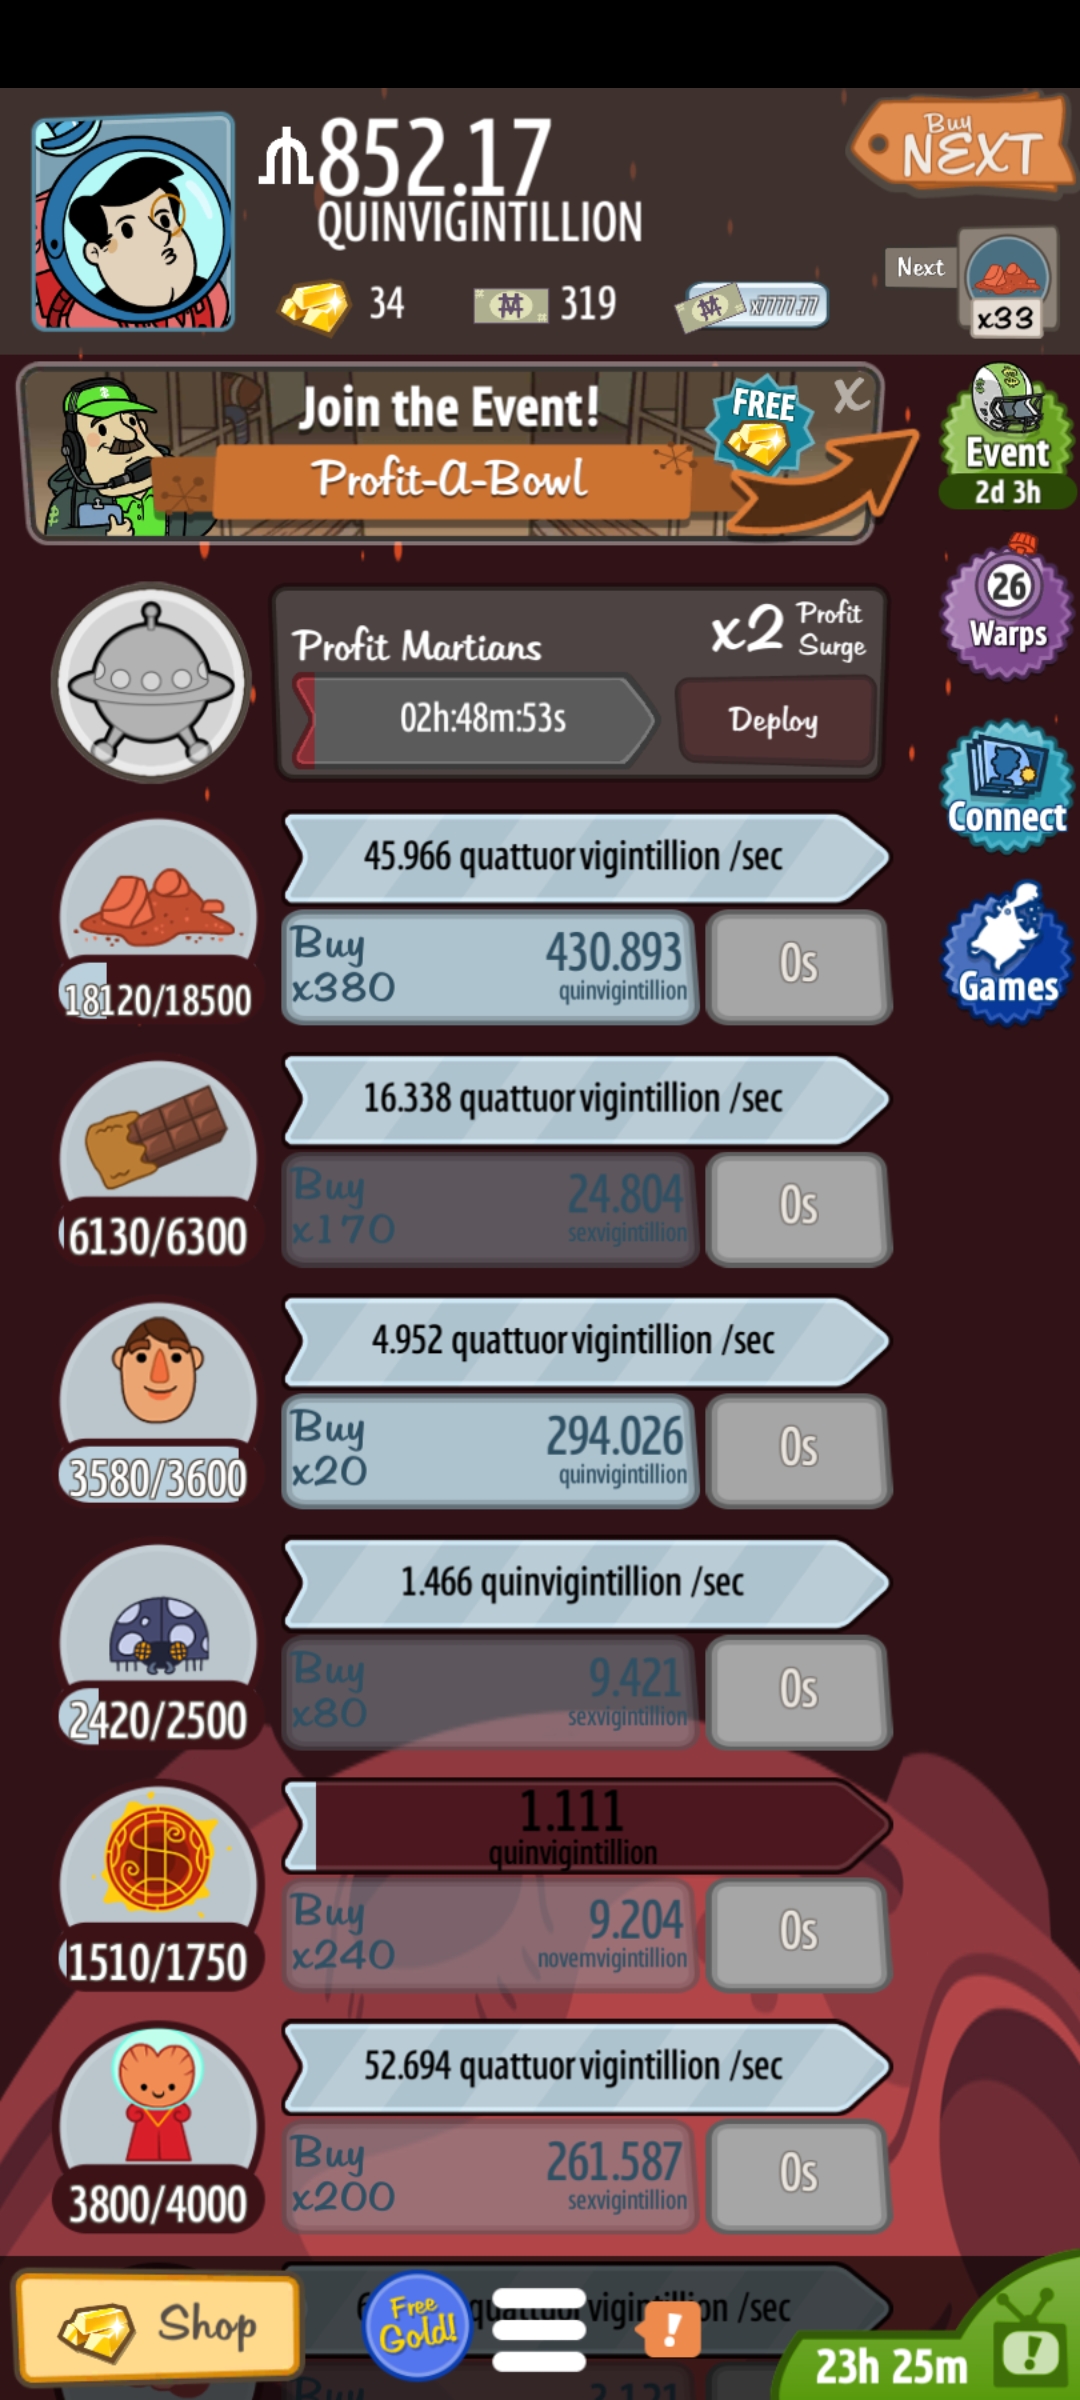 852.17
QUINVIGINTILLION
Buy
NEXT
34
319
x7777.77
Next
x33
Join the Event!
Profit-A-Bowl
FREE
X
Event
2d 3h
26
Warps
Connect
Games
Profit Martians
x2 Profit
Surge
02h:48m:53s
Deploy
45.966 quattuorvigintillion /sec
Buy
x380
430.893
quinvigintillion
0s
18120/18500
16.338 quattuorvigintillion /sec
Buy
x170
24.804
sexvigintillion
0s
6130/6300
4.952 quattuorvigintillion /sec
Buy
x20
294.026
quinvigintillion
0s
3580/3600
1.466 quinvigintillion /sec
Buy
x80
9.421
sexvigintillion
0s
2420/2500
1.111
quinvigintillion
Buy
x240
9.204
novemvigintillion
0s
1510/1750
52.694 quattuorvigintillion /sec
Buy
x200
261.587
sexvigintillion
0s
3800/4000
/sec
Shop
Free
Gold!
!
23h 25m
!
Buy
3.121